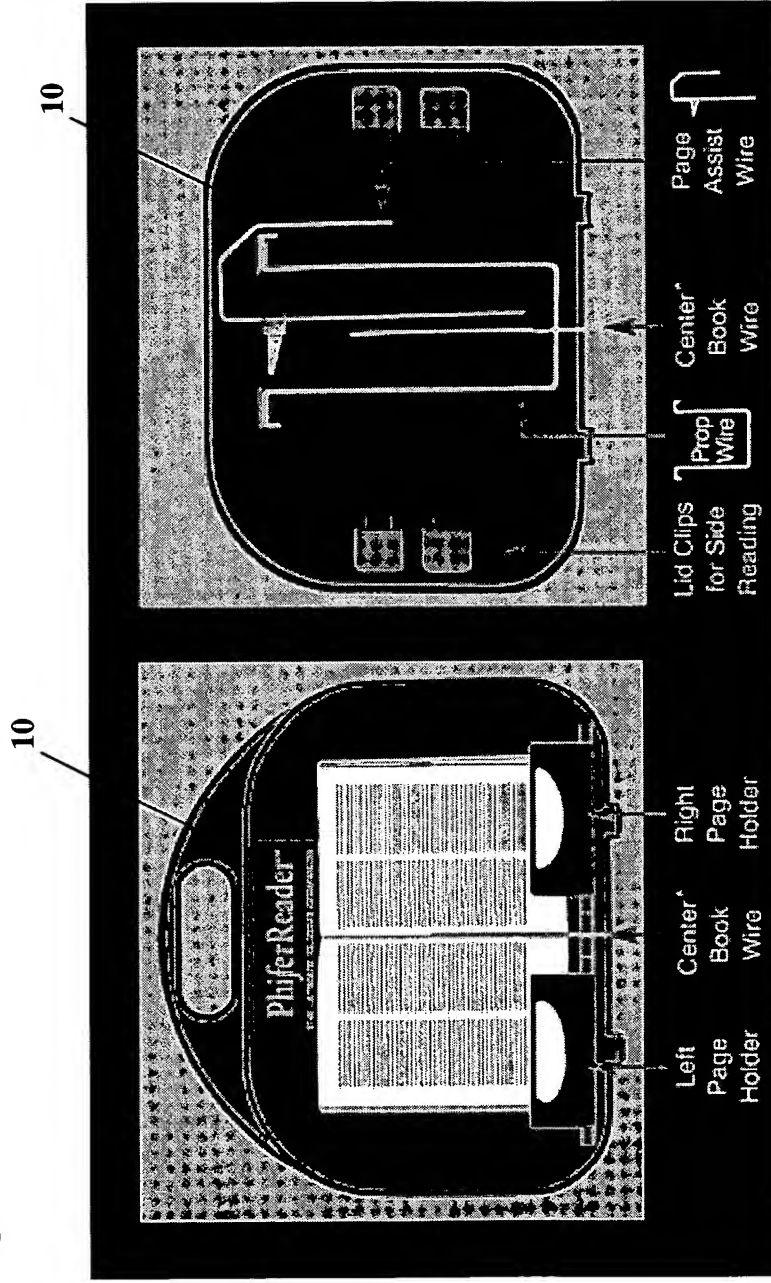 10
10
PhiferReader™
Left
Page
Holder
Center^
Book
Wire
Right
Page
Holder
Lid Clips
for Side
Reading
Prop
Wire
Center^
Book
Wire
Page
Assist
Wire